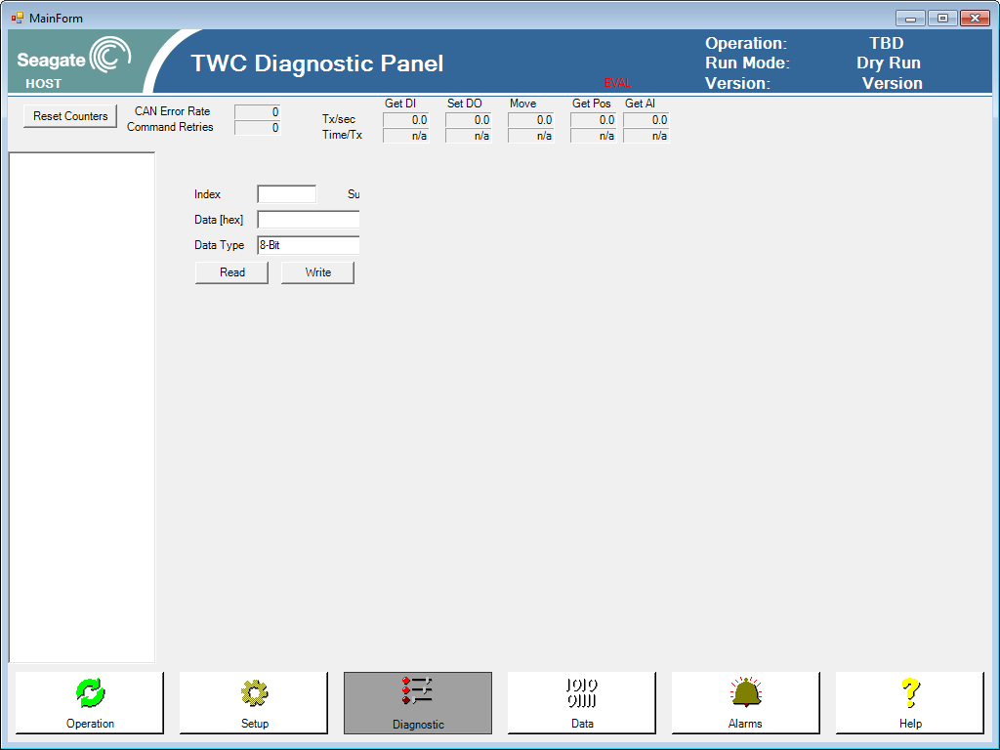 MainForm
Seagate
HOST
TWC Diagnostic Panel
EVAL
Operation: TBD
Run Mode: Dry Run
Version: Version
Reset Counters
CAN Error Rate 0
Command Retries 0
Get DI Set DO Move Get Pos Get AI
Tx/sec 0.0 0.0 0.0 0.0 0.0
Time/Tx n/a n/a n/a n/a n/a
Index Su
Data [hex]
Data Type 8-Bit
Read Write
Operation Setup Diagnostic Data Alarms Help